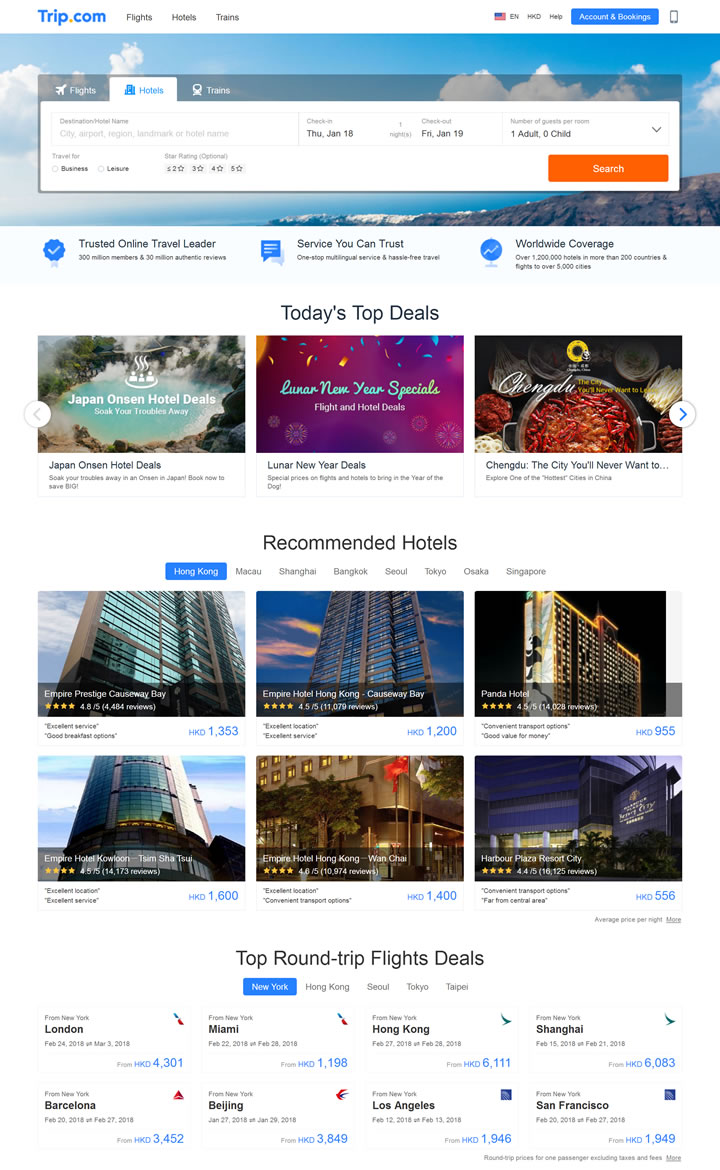 Trip.com
Flights Hotels Trains
EN HKD Help Account & Bookings
Flights Hotels Trains
Destination/Hotel Name
City, airport, region, landmark or hotel name
Check-in
Thu, Jan 18
1
night(s)
Check-out
Fri, Jan 19
Number of guests per room
1 Adult, 0 Child
Travel for
Business Leisure
Star Rating (Optional)
≤ 2☆ 3☆ 4☆ 5☆
Search
Trusted Online Travel Leader
300 million members & 30 million authentic reviews
Service You Can Trust
One-stop multilingual service & hassle-free travel
Worldwide Coverage
Over 1,200,000 hotels in more than 200 countries &
flights to over 5,000 cities
Today's Top Deals
Japan Onsen Hotel Deals
Soak Your Troubles Away
Japan Onsen Hotel Deals
Soak your troubles away in an Onsen in Japan! Book now to
save BIG!
Lunar New Year Specials
Flight and Hotel Deals
Lunar New Year Deals
Special prices on flights and hotels to bring in the Year of the
Dog!
Chengdu, China
Chengdu The City
You'll Never Want to
Chengdu: The City You'll Never Want to…
Explore One of the "Hottest" Cities in China
Recommended Hotels
Hong Kong Macau Shanghai Bangkok Seoul Tokyo Osaka Singapore
Empire Prestige Causeway Bay
4.8 /5 (4,484 reviews)
"Excellent service"
"Good breakfast options"
HKD 1,353
Empire Hotel Hong Kong - Causeway Bay
4.5 /5 (11,079 reviews)
"Excellent location"
"Excellent service"
HKD 1,200
Panda Hotel
4.5 /5 (14,028 reviews)
"Convenient transport options"
"Good value for money"
HKD 955
Empire Hotel Kowloon－Tsim Sha Tsui
4.5 /5 (14,173 reviews)
"Excellent location"
"Excellent service"
HKD 1,600
Empire Hotel Hong Kong－Wan Chai
4.6 /5 (10,974 reviews)
"Excellent location"
"Convenient transport options"
HKD 1,400
Harbour Plaza Resort City
4.4 /5 (16,125 reviews)
"Convenient transport options"
"Far from central area"
HKD 556
Average price per night More
Top Round-trip Flights Deals
New York Hong Kong Seoul Tokyo Taipei
From New York
London
Feb 24, 2018 ⇌ Mar 3, 2018
From HKD 4,301
From New York
Miami
Feb 22, 2018 ⇌ Feb 28, 2018
From HKD 1,198
From New York
Hong Kong
Feb 27, 2018 ⇌ Feb 28, 2018
From HKD 6,111
From New York
Shanghai
Feb 15, 2018 ⇌ Feb 21, 2018
From HKD 6,083
From New York
Barcelona
Feb 20, 2018 ⇌ Feb 27, 2018
From HKD 3,452
From New York
Beijing
Jan 27, 2018 ⇌ Jan 29, 2018
From HKD 3,849
From New York
Los Angeles
Feb 12, 2018 ⇌ Feb 13, 2018
From HKD 1,946
From New York
San Francisco
Feb 20, 2018 ⇌ Feb 27, 2018
From HKD 1,949
Round-trip prices for one passenger excluding taxes and fees More